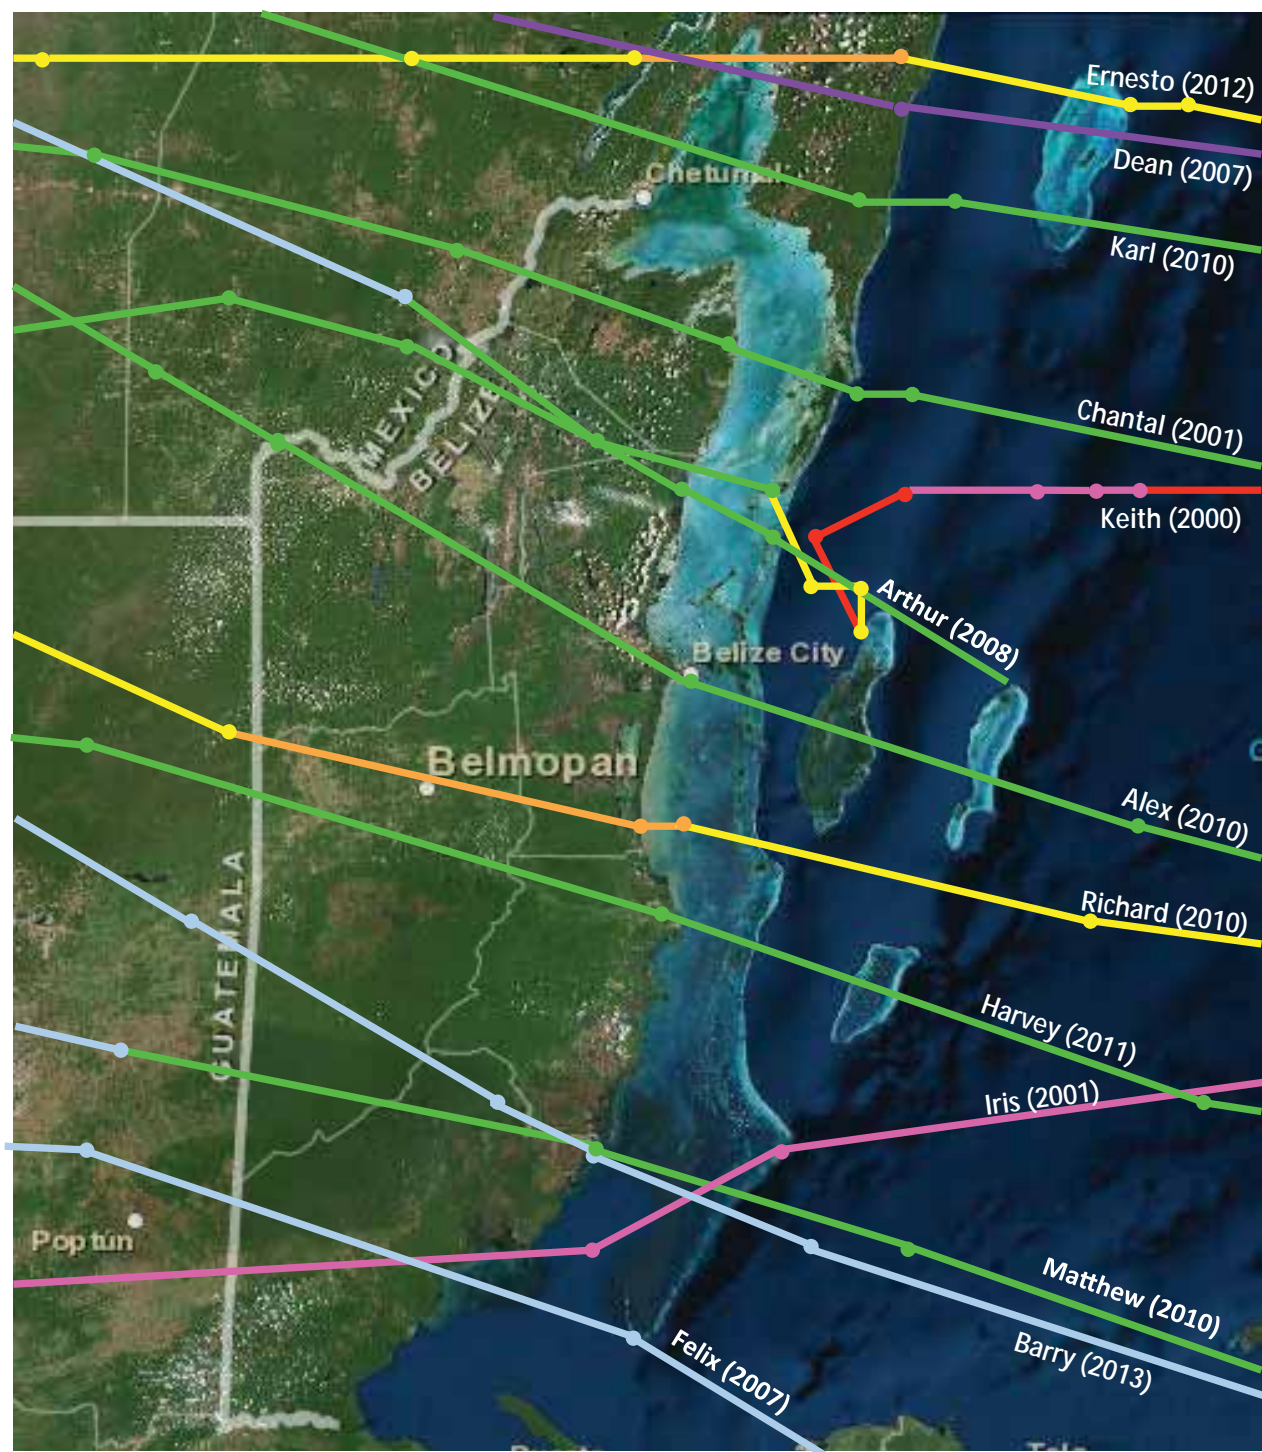 Ernesto (2012)
Dean (2007)
Chetumal
Karl (2010)
MEXICO
BELIZE
Chantal (2001)
Keith (2000)
Arthur (2008)
Belize City
Belmopan
Alex (2010)
Richard (2010)
GUATEMALA
Harvey (2011)
Iris (2001)
Poptun
Matthew (2010)
Barry (2013)
Felix (2007)